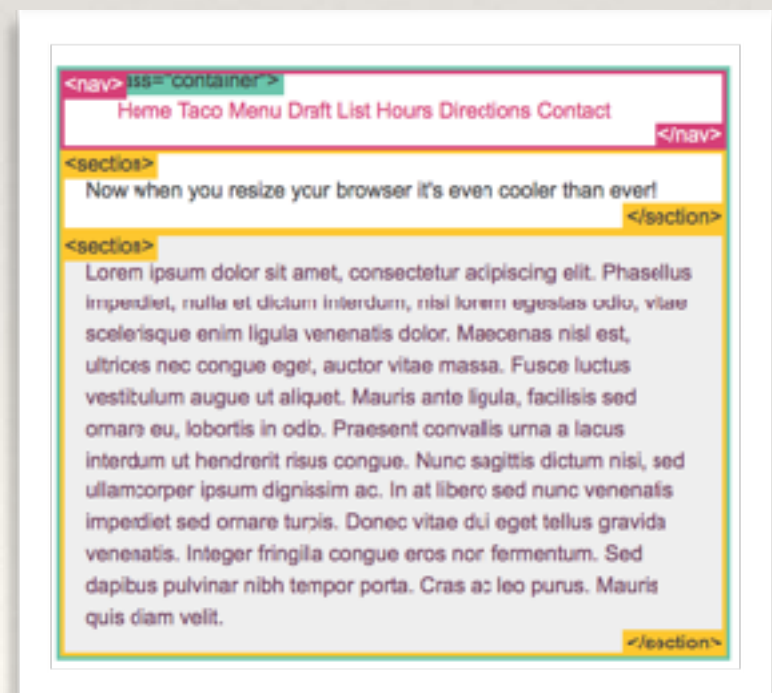 <nav> ass="container">
Home Taco Menu Draft List Hours Directions Contact
</nav>
<section>
Now when you resize your browser it's even cooler than ever!
</section>
<section>
Lorem ipsum dolor sit amet, consectetur adipiscing elit. Phasellus
imperdiet, nulla et dictum interdum, nisl lorem egestas odio, vitae
scelerisque enim ligula venenatis dolor. Maecenas nisl est,
ultrices nec congue eget, auctor vitae massa. Fusce luctus
vestibulum augue ut aliquet. Mauris ante ligula, facilisis sed
ornare eu, lobortis in odio. Praesent convallis urna a lacus
interdum ut hendrerit risus congue. Nunc sagittis dictum nisi, sed
ullamcorper ipsum dignissim ac. In at libero sed nunc venenatis
imperdiet sed ornare turpis. Donec vitae dui eget tellus gravida
venenatis. Integer fringilla congue eros non fermentum. Sed
dapibus pulvinar nibh tempor porta. Cras ac leo purus. Mauris
quis diam velit.
</section>